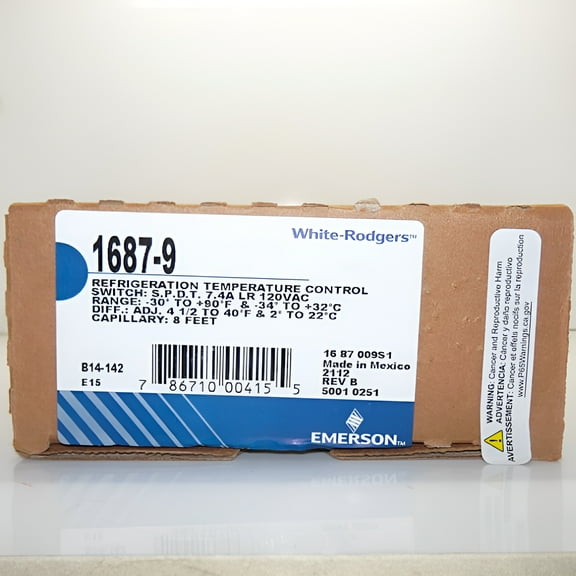 White-Rodgers™
1687-9
REFRIGERATION TEMPERATURE CONTROL
SWITCH: S.P.D.T. 7.4A LR 120VAC
RANGE: -30° TO +90°F & -34° TO +32°C
DIFF.: ADJ. 4 1/2 TO 40°F & 2° TO 22°C
CAPILLARY: 8 FEET
B14-142
E15
7 86710 00415 5
16 87 009S1
Made in Mexico
2112
REV B
5001 0251
EMERSON™
WARNING: Cancer and Reproductive Harm
ADVERTENCIA: Cáncer y daño reproductivo
AVERTISSEMENT: Cancer et effets nocifs sur la reproduction
www.P65Warnings.ca.gov